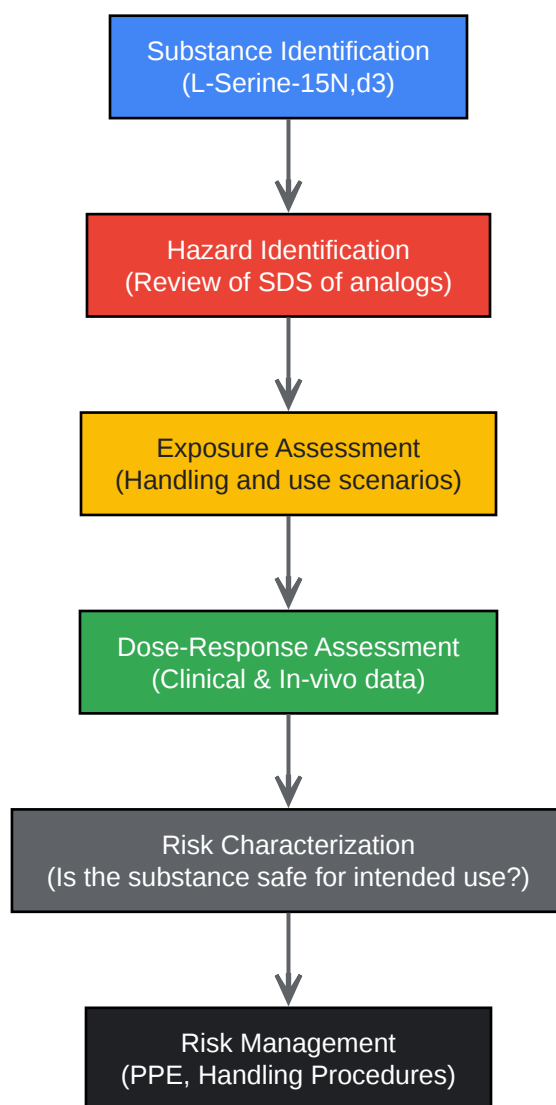 Substance Identification
(L-Serine-15N,d3)
Hazard Identification
(Review of SDS of analogs)
Exposure Assessment
(Handling and use scenarios)
Dose-Response Assessment
(Clinical & In-vivo data)
Risk Characterization
(Is the substance safe for intended use?)
Risk Management
(PPE, Handling Procedures)